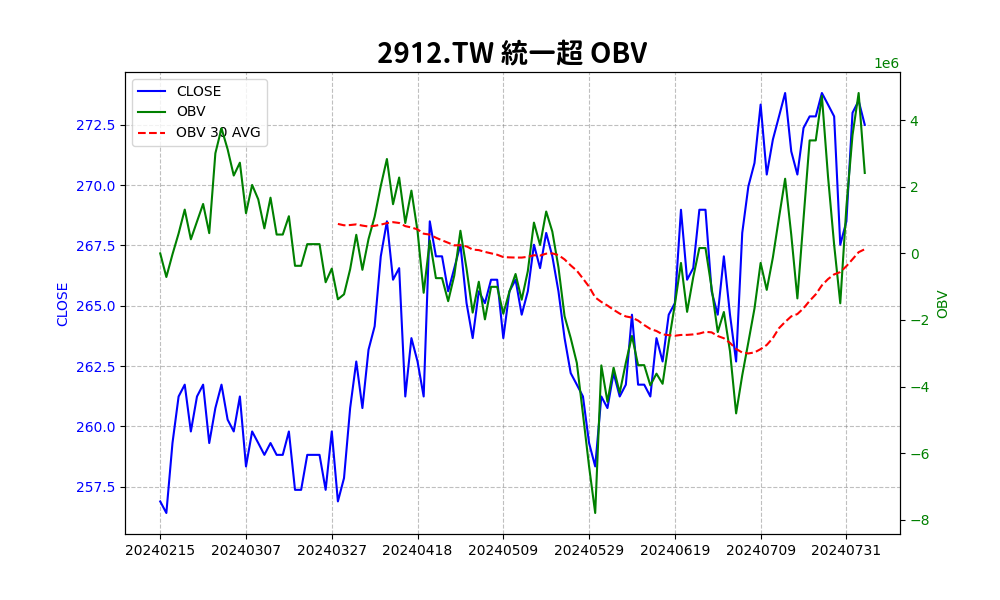 2912.TW 統一超 OBV
1e6
CLOSE
OBV
OBV 30 AVG
272.5
270.0
267.5
265.0
262.5
260.0
257.5
CLOSE
4
2
0
−2
−4
−6
−8
OBV
20240215 20240307 20240327 20240418 20240509 20240529 20240619 20240709 20240731